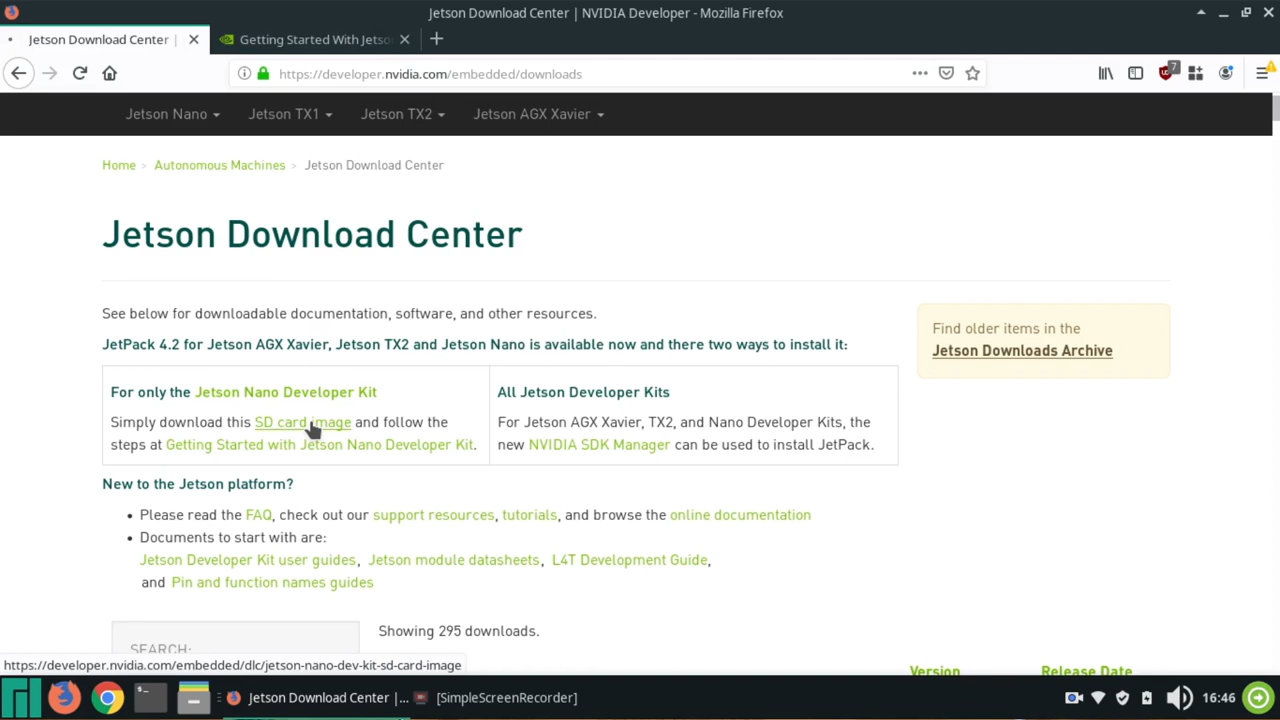 Jetson Download Center | NVIDIA Developer - Mozilla Firefox
Jetson Download Center |
Getting Started With Jetso
https://developer.nvidia.com/embedded/downloads
7
Jetson Nano Jetson TX1 Jetson TX2 Jetson AGX Xavier
Home > Autonomous Machines > Jetson Download Center
Jetson Download Center
See below for downloadable documentation, software, and other resources.
JetPack 4.2 for Jetson AGX Xavier, Jetson TX2 and Jetson Nano is available now and there two ways to install it:
For only the Jetson Nano Developer Kit
Simply download this SD card image and follow the
steps at Getting Started with Jetson Nano Developer Kit.
All Jetson Developer Kits
For Jetson AGX Xavier, TX2, and Nano Developer Kits, the
new NVIDIA SDK Manager can be used to install JetPack.
Find older items in the
Jetson Downloads Archive
New to the Jetson platform?
• Please read the FAQ, check out our support resources, tutorials, and browse the online documentation
• Documents to start with are:
Jetson Developer Kit user guides, Jetson module datasheets, L4T Development Guide,
and Pin and function names guides
SEARCH:
Showing 295 downloads.
Version Release Date
https://developer.nvidia.com/embedded/dlc/jetson-nano-dev-kit-sd-card-image
Jetson Download Center |... [SimpleScreenRecorder] 16:46